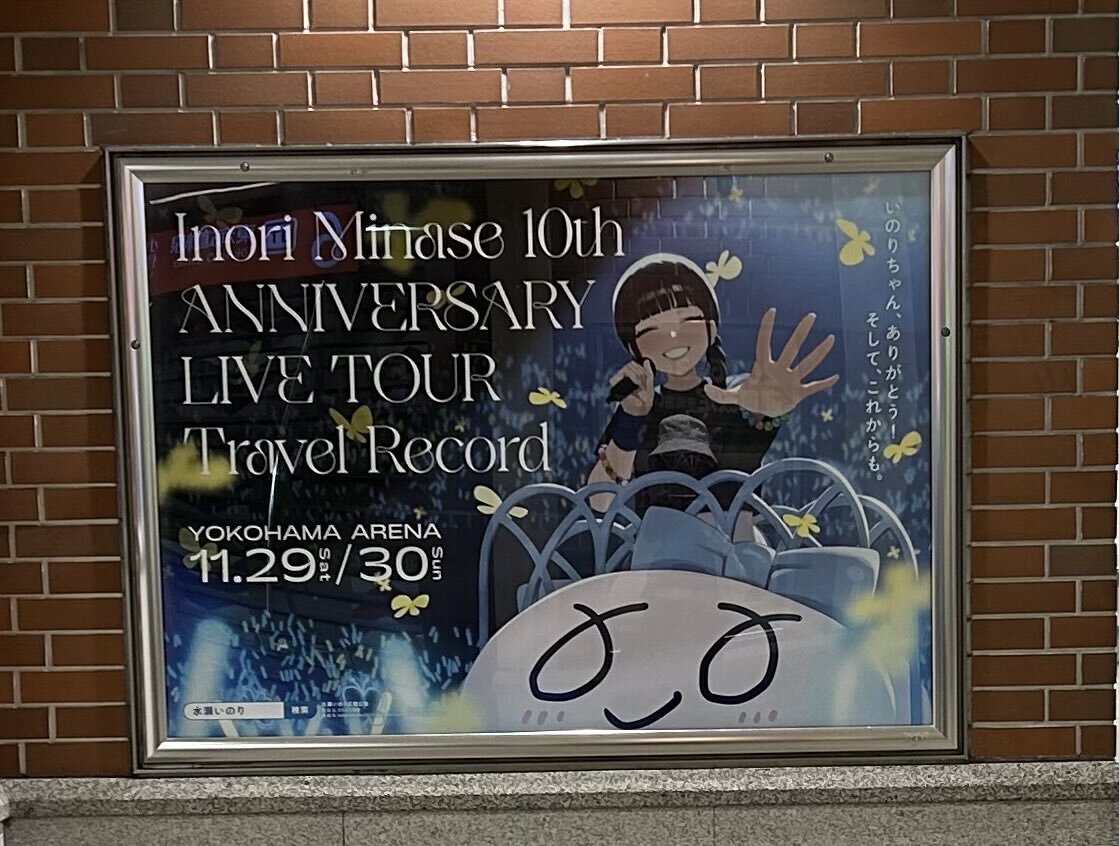 Inori Minase 10th
ANNIVERSARY
LIVE TOUR
Travel Record
YOKOHAMA ARENA
11.29 Sat / 30 Sun
いのりちゃん、ありがとう!
そして、これからも。
水瀬いのり 検索